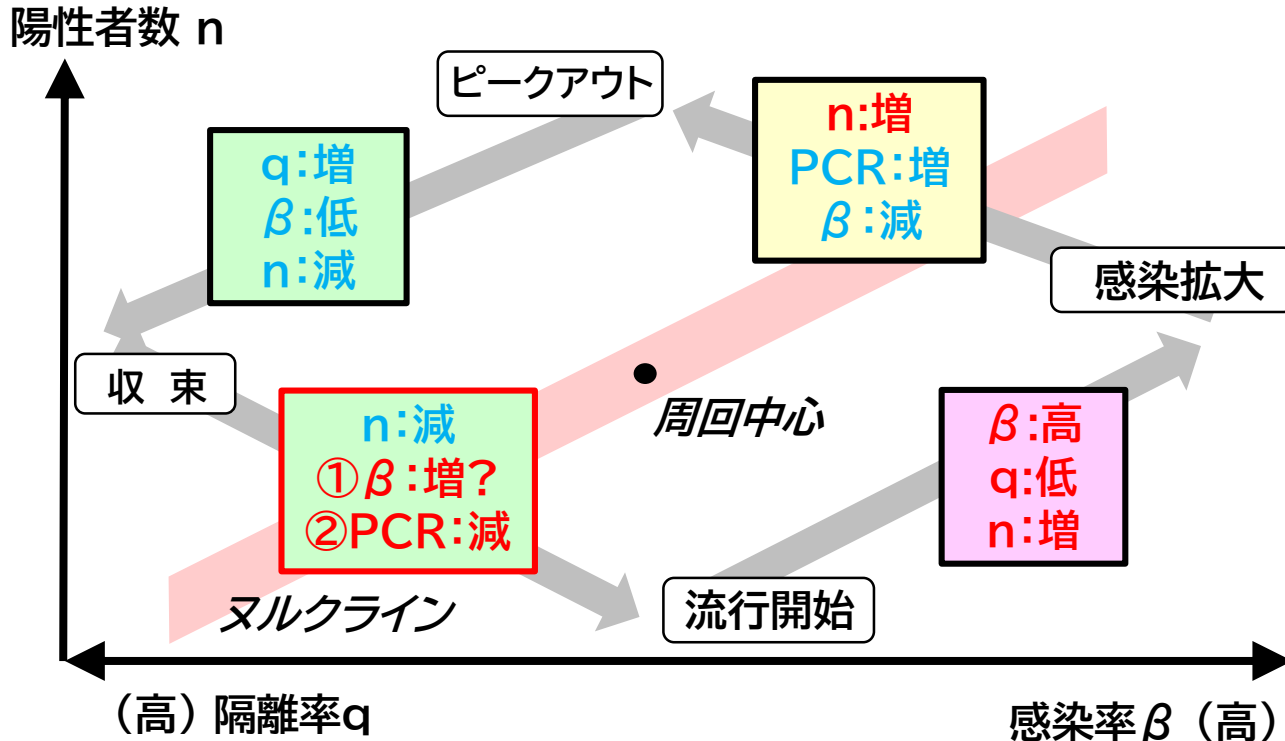 陽性者数 n
ピークアウト
n:増
PCR:増
β:減
q:増
β:低
n:減
感染拡大
収 束
周回中心
n:減
①β:増?
②PCR:減
β:高
q:低
n:増
ヌルクライン
流行開始
(高) 隔離率q
感染率β (高)